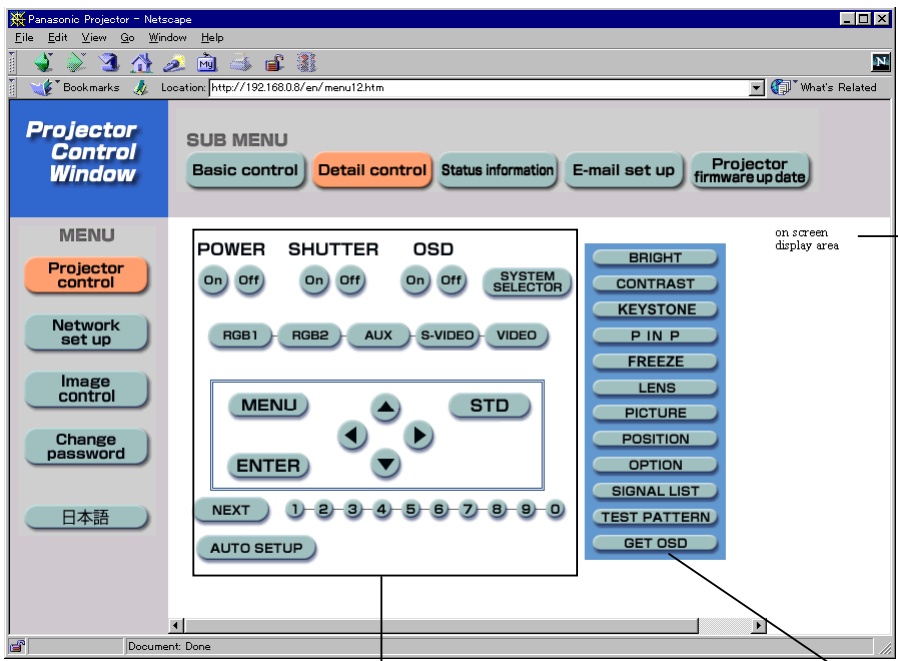 Panasonic Projector - Netscape
File Edit View Go Window Help
My
N
Bookmarks Location: http://192.168.0.8/en/menu12.htm What's Related
Projector
Control
Window
SUB MENU
Basic control Detail control Status information E-mail set up Projector firmware up date
MENU
Projector
control
Network
set up
Image
control
Change
password
日本語
POWER SHUTTER OSD
On Off On Off On Off SYSTEM SELECTOR
RGB1 RGB2 AUX S-VIDEO VIDEO
MENU STD
ENTER
NEXT 1 2 3 4 5 6 7 8 9 0
AUTO SETUP
BRIGHT
CONTRAST
KEYSTONE
P IN P
FREEZE
LENS
PICTURE
POSITION
OPTION
SIGNAL LIST
TEST PATTERN
GET OSD
on screen
display area
Document: Done